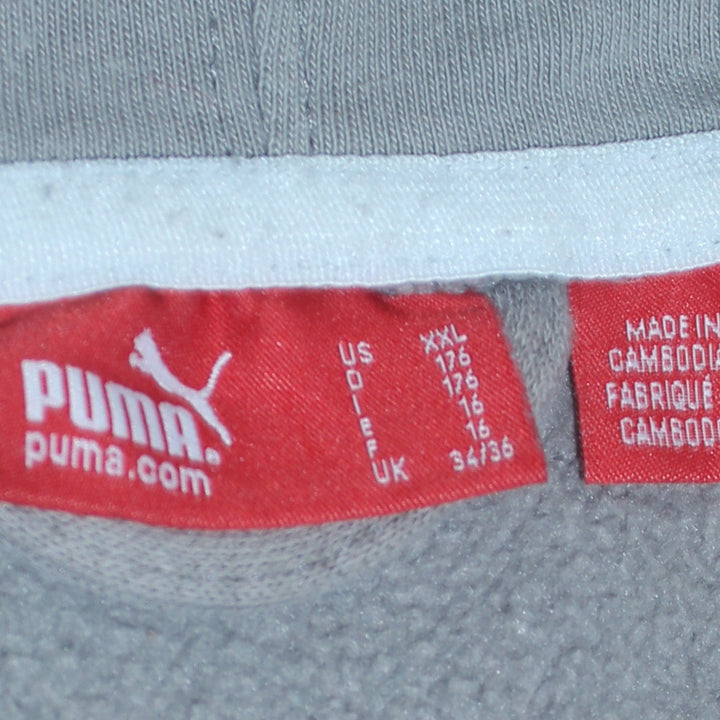 PUMA®
puma.com
US XXL
D 176
I 176
E 16
F 16
UK 34/36
MADE IN
CAMBODIA
FABRIQUÉ
CAMBODG